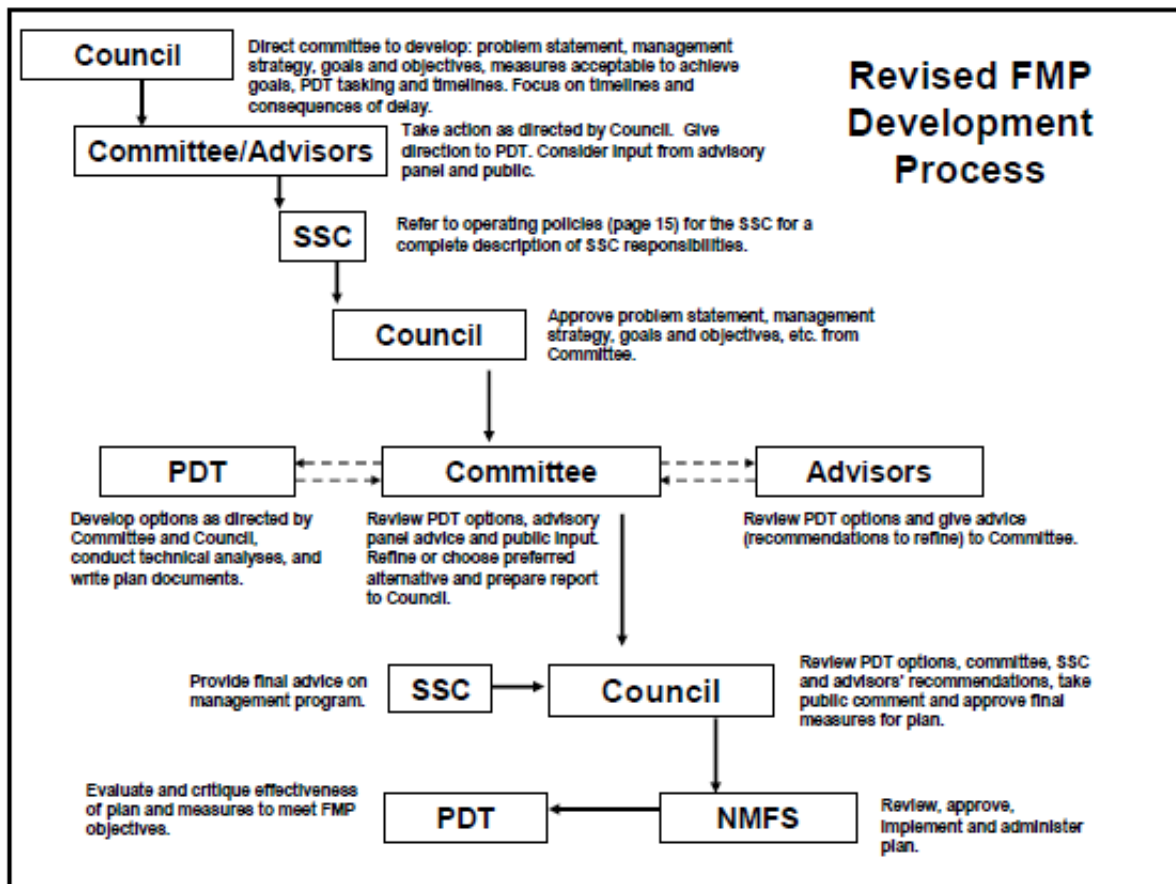 Council
Direct committee to develop: problem statement, management
strategy, goals and objectives, measures acceptable to achieve
goals, PDT tasking and timelines. Focus on timelines and
consequences of delay.
Revised FMP
Development
Process
Committee/Advisors
Take action as directed by Council. Give
direction to PDT. Consider input from advisory
panel and public.
SSC
Refer to operating policies (page 15) for the SSC for a
complete description of SSC responsibilities.
Council
Approve problem statement, management
strategy, goals and objectives, etc. from
Committee.
PDT
Committee
Advisors
Develop options as directed by
Committee and Council,
conduct technical analyses, and
write plan documents.
Review PDT options, advisory
panel advice and public input.
Refine or choose preferred
alternative and prepare report
to Council.
Review PDT options and give advice
(recommendations to refine) to Committee.
Provide final advice on
management program.
SSC
Council
Review PDT options, committee, SSC
and advisors' recommendations, take
public comment and approve final
measures for plan.
Evaluate and critique effectiveness
of plan and measures to meet FMP
objectives.
PDT
NMFS
Review, approve,
implement and administer
plan.